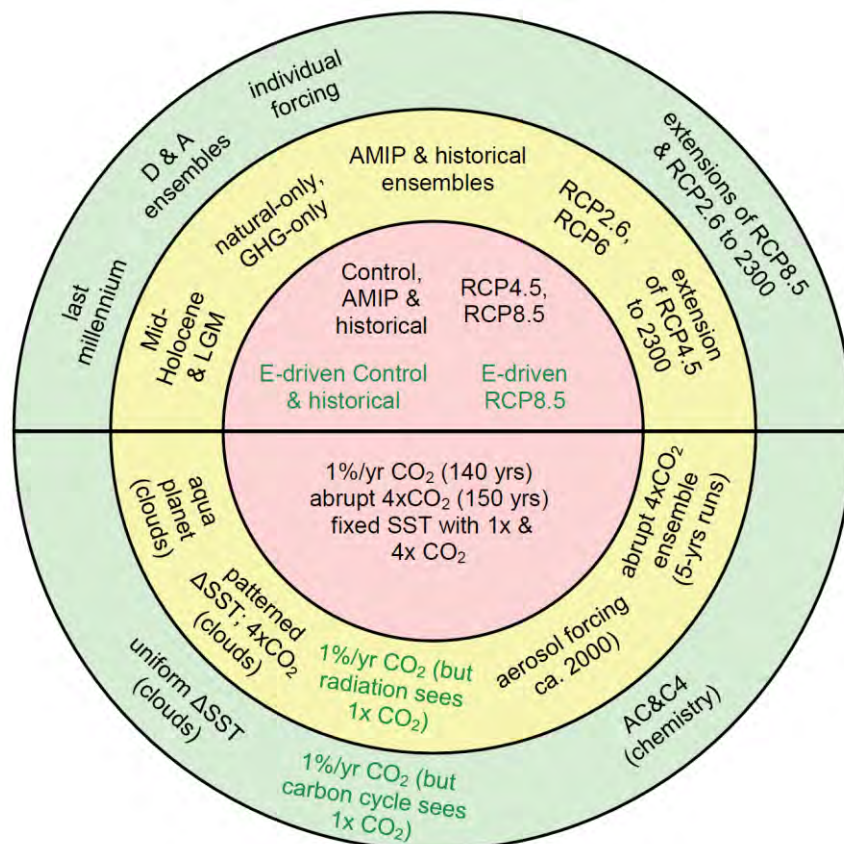 individual
forcing
D & A
ensembles
last
millennium
extensions of RCP8.5
& RCP2.6 to 2300
AMIP & historical
ensembles
natural-only,
GHG-only
Mid-
Holocene
& LGM
RCP2.6,
RCP6
extension
of RCP4.5
to 2300
Control,
AMIP &
historical
RCP4.5,
RCP8.5
E-driven Control
& historical
E-driven
RCP8.5
1%/yr CO₂ (140 yrs)
abrupt 4xCO₂ (150 yrs)
fixed SST with 1x &
4x CO₂
aqua
planet
(clouds)
patterned
ΔSST; 4xCO₂
(clouds)
1%/yr CO₂ (but
radiation sees
1x CO₂)
aerosol forcing
ca. 2000)
abrupt 4xCO₂
ensemble
(5-yrs runs)
uniform ΔSST
(clouds)
1%/yr CO₂ (but
carbon cycle sees
1x CO₂)
AC&C4
(chemistry)